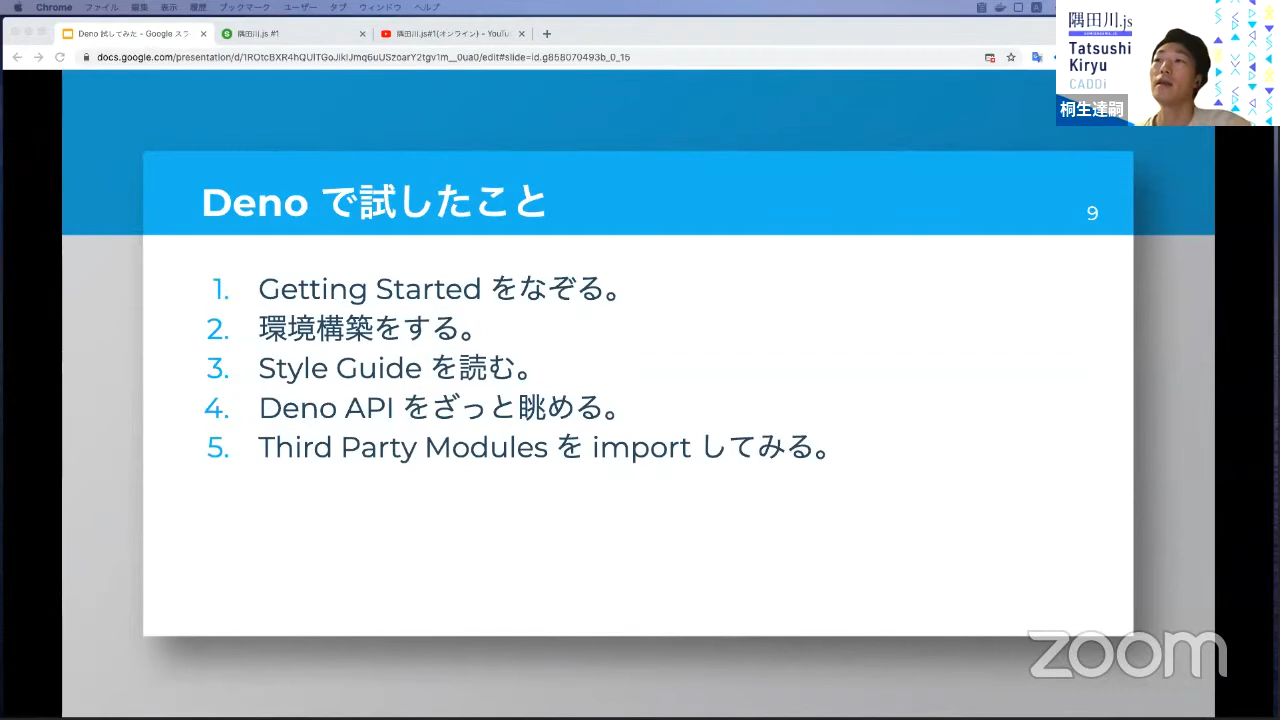 Chrome ファイル 編集 表示 履歴 ブックマーク ユーザー タブ ウィンドウ ヘルプ
Deno 試してみた - Google スラ
隅田川.js #1
隅田川.js#1(オンライン) - YouTu
docs.google.com/presentation/d/1ROtcBXR4hQUITGoJikIJmq6uUSzoarY2tgv1m__0ua0/edit#slide=id.g858070493b_0_15
隅田川.js
Tatsushi
Kiryu
CADDi
桐生達嗣
Deno で試したこと
9
1. Getting Started をなぞる。
2. 環境構築をする。
3. Style Guide を読む。
4. Deno API をざっと眺める。
5. Third Party Modules を import してみる。
zoom